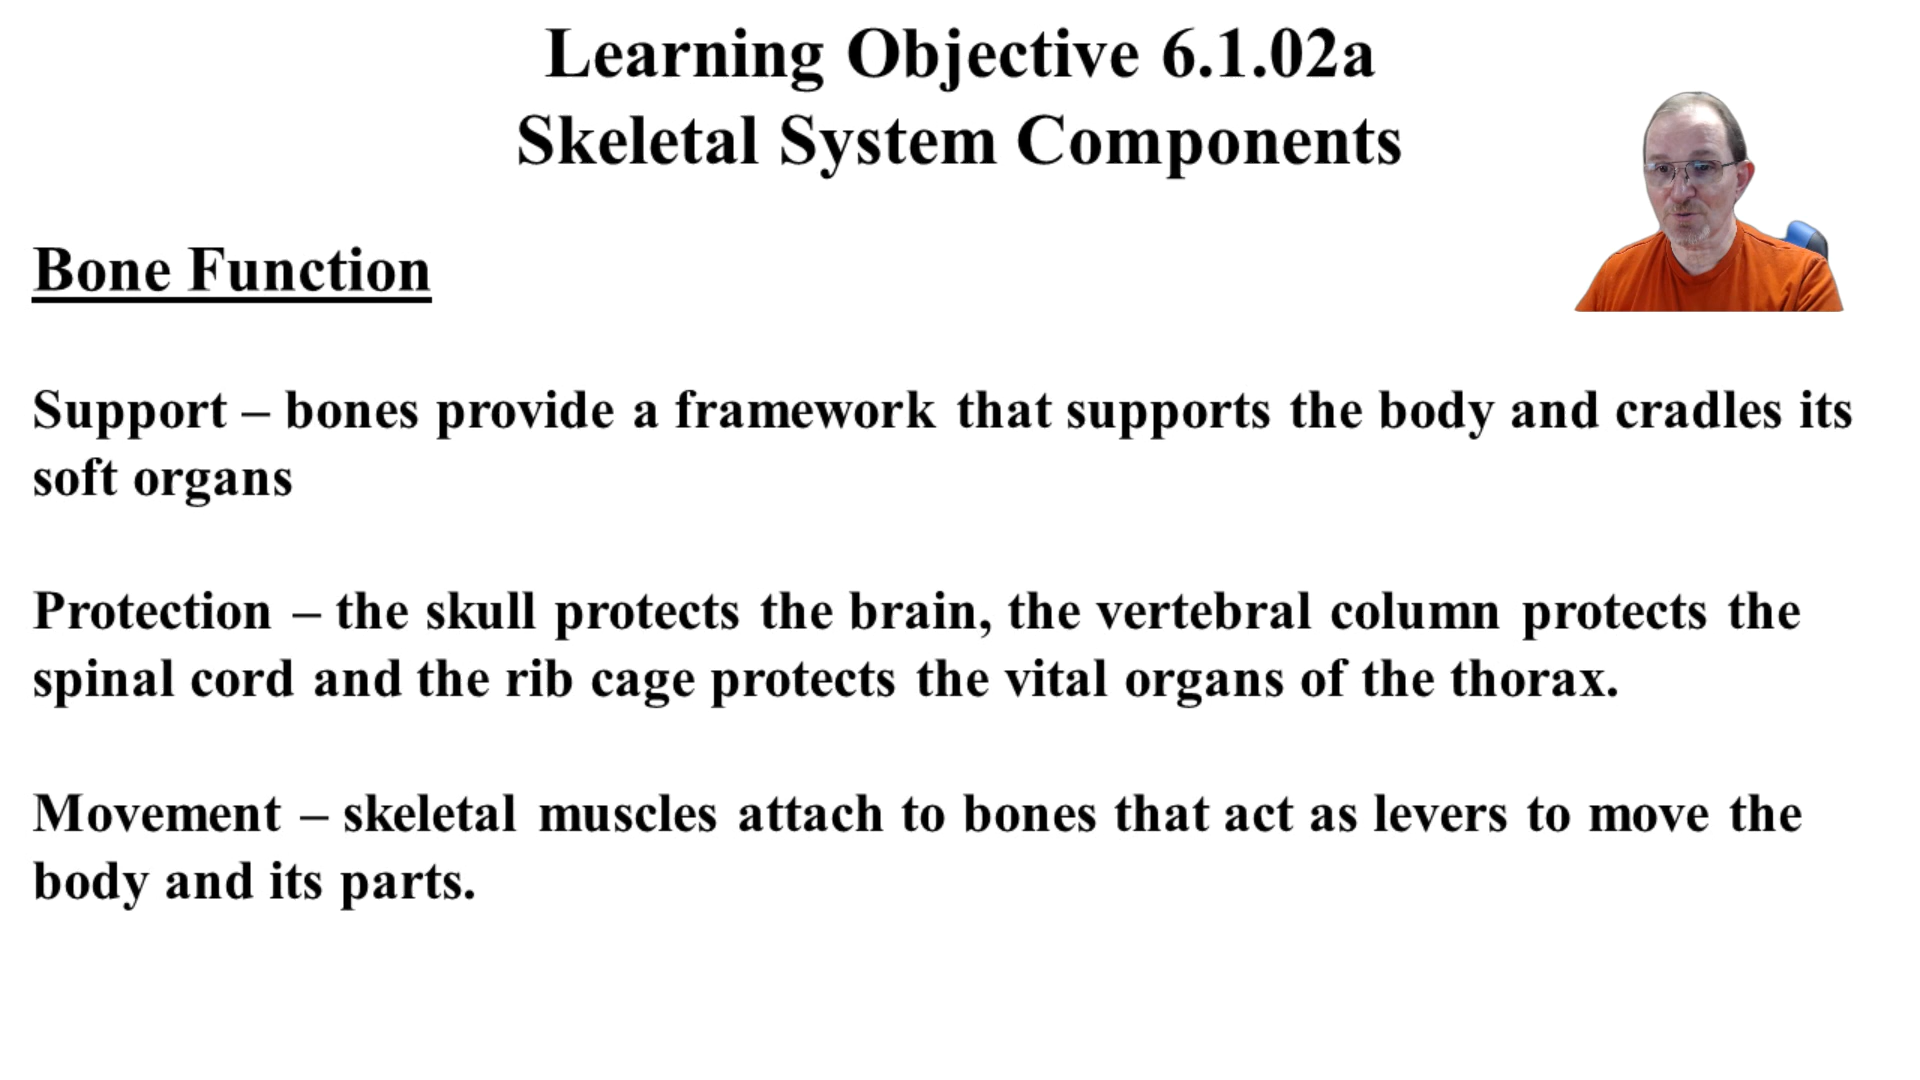 Learning Objective 6.1.02a
Skeletal System Components
Bone Function
Support – bones provide a framework that supports the body and cradles its
soft organs
Protection – the skull protects the brain, the vertebral column protects the
spinal cord and the rib cage protects the vital organs of the thorax.
Movement – skeletal muscles attach to bones that act as levers to move the
body and its parts.